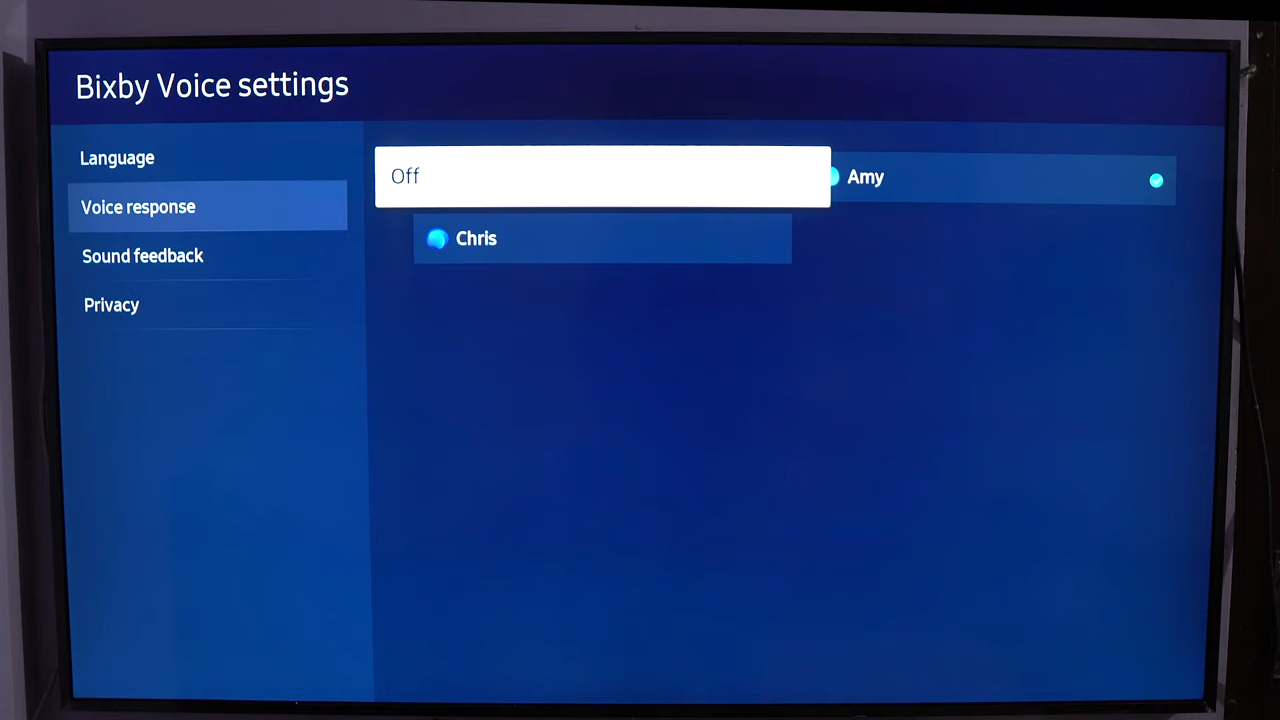 Bixby Voice settings
Language
Voice response
Sound feedback
Privacy
Off
Amy
Chris